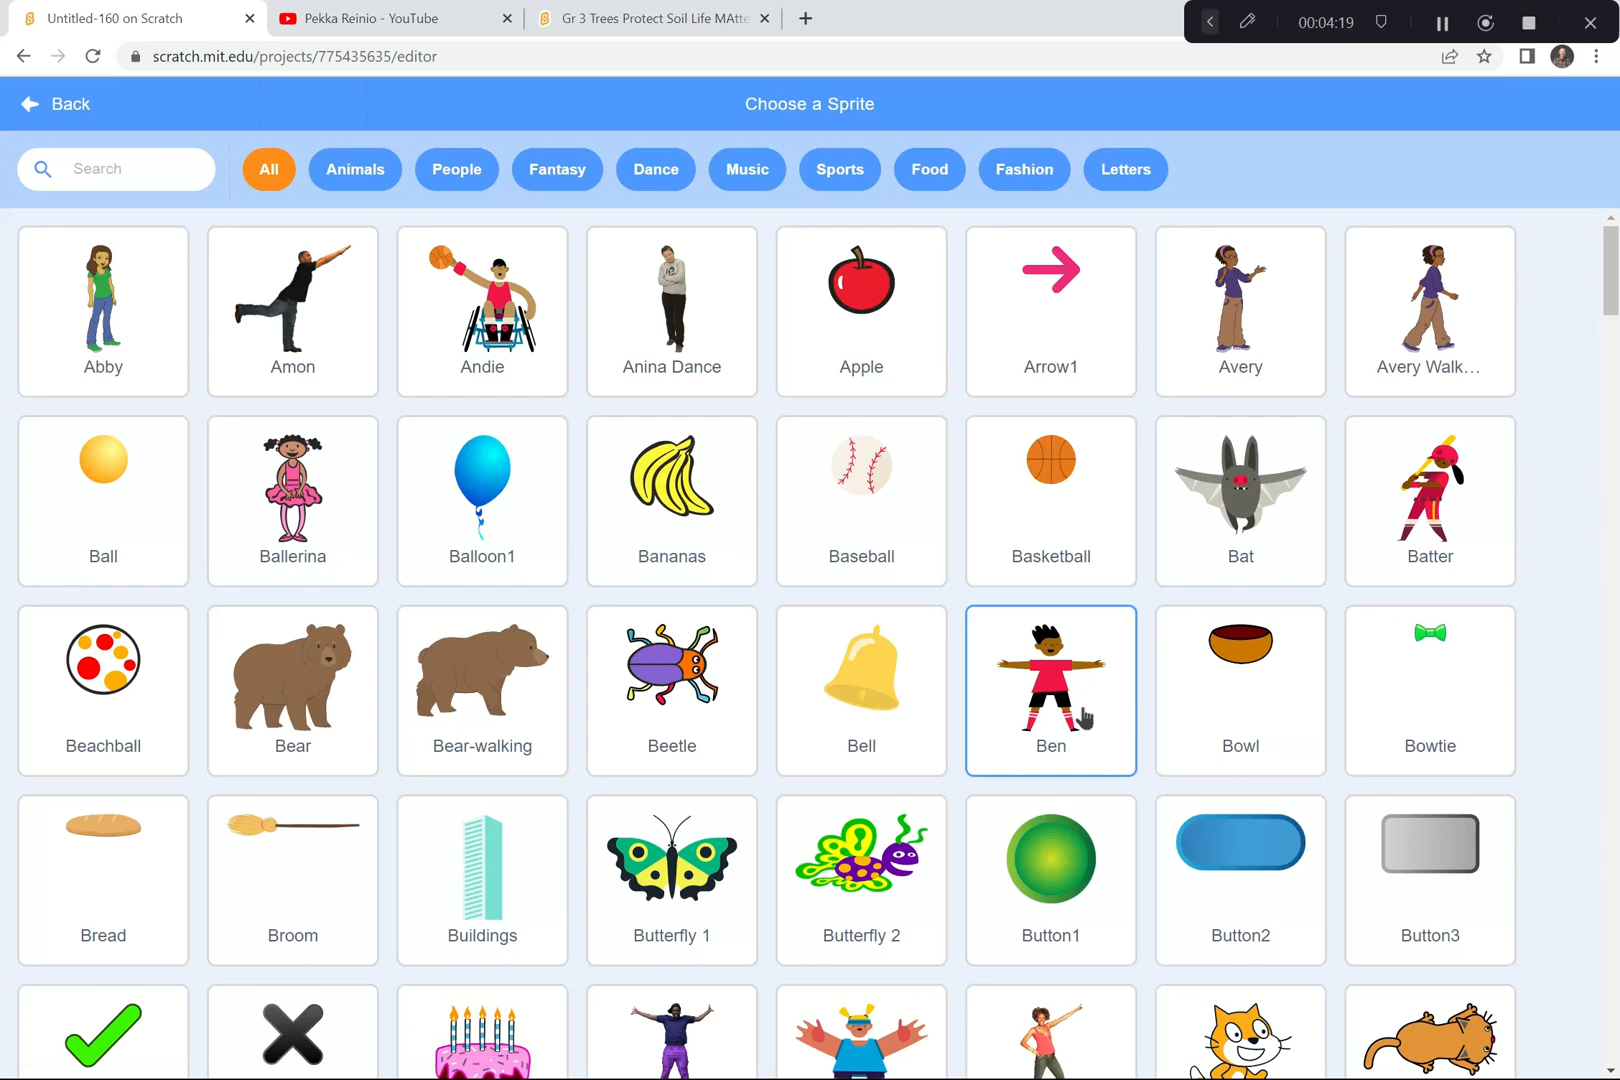 Untitled-160 on Scratch
Pekka Reinio - YouTube
Gr 3 Trees Protect Soil Life MAtte
00:04:19
scratch.mit.edu/projects/775435635/editor
Back
Choose a Sprite
Search
All
Animals
People
Fantasy
Dance
Music
Sports
Food
Fashion
Letters
Abby
Amon
Andie
Anina Dance
Apple
Arrow1
Avery
Avery Walk...
Ball
Ballerina
Balloon1
Bananas
Baseball
Basketball
Bat
Batter
Beachball
Bear
Bear-walking
Beetle
Bell
Ben
Bowl
Bowtie
Bread
Broom
Buildings
Butterfly 1
Butterfly 2
Button1
Button2
Button3